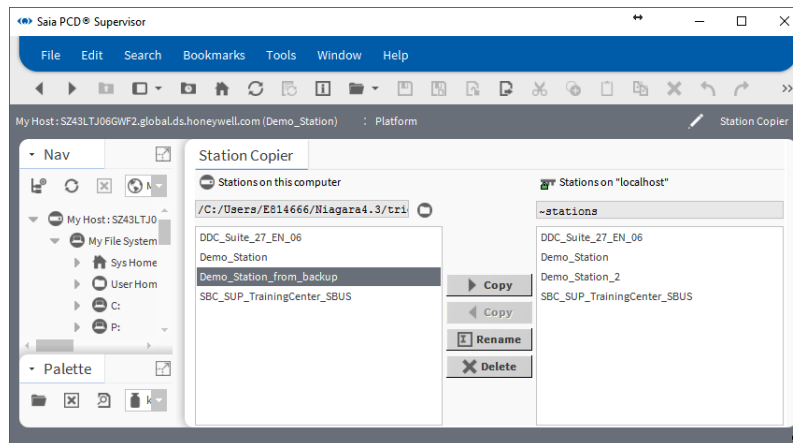 Saia PCD® Supervisor
File Edit Search Bookmarks Tools Window Help
My Host : SZ43LTJ06GWF2.global.ds.honeywell.com (Demo_Station) : Platform Station Copier
Nav
My Host : SZ43LTJ0
My File System
Sys Home
User Hom
C:
P:
Palette
k
Station Copier
Stations on this computer
/C:/Users/E814666/Niagara4.3/tri
DDC_Suite_27_EN_06
Demo_Station
Demo_Station_from_backup
SBC_SUP_TrainingCenter_SBUS
Copy
Copy
Rename
Delete
Stations on "localhost"
~stations
DDC_Suite_27_EN_06
Demo_Station
Demo_Station_2
SBC_SUP_TrainingCenter_SBUS